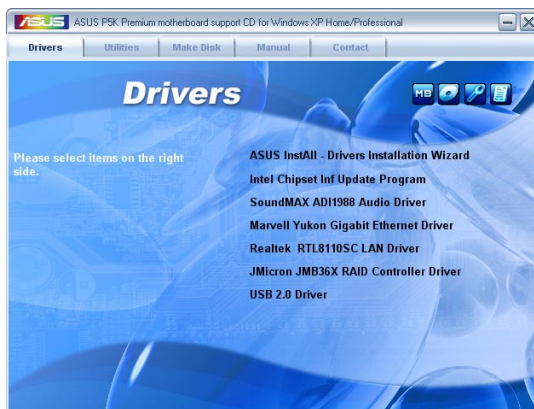 ASUS ASUS P5K Premium motherboard support CD for Windows XP Home/Professional
Drivers Utilities Make Disk Manual Contact
Drivers
MB
Please select items on the right
side.
ASUS InstAll - Drivers Installation Wizard
Intel Chipset Inf Update Program
SoundMAX ADI1988 Audio Driver
Marvell Yukon Gigabit Ethernet Driver
Realtek RTL8110SC LAN Driver
JMicron JMB36X RAID Controller Driver
USB 2.0 Driver